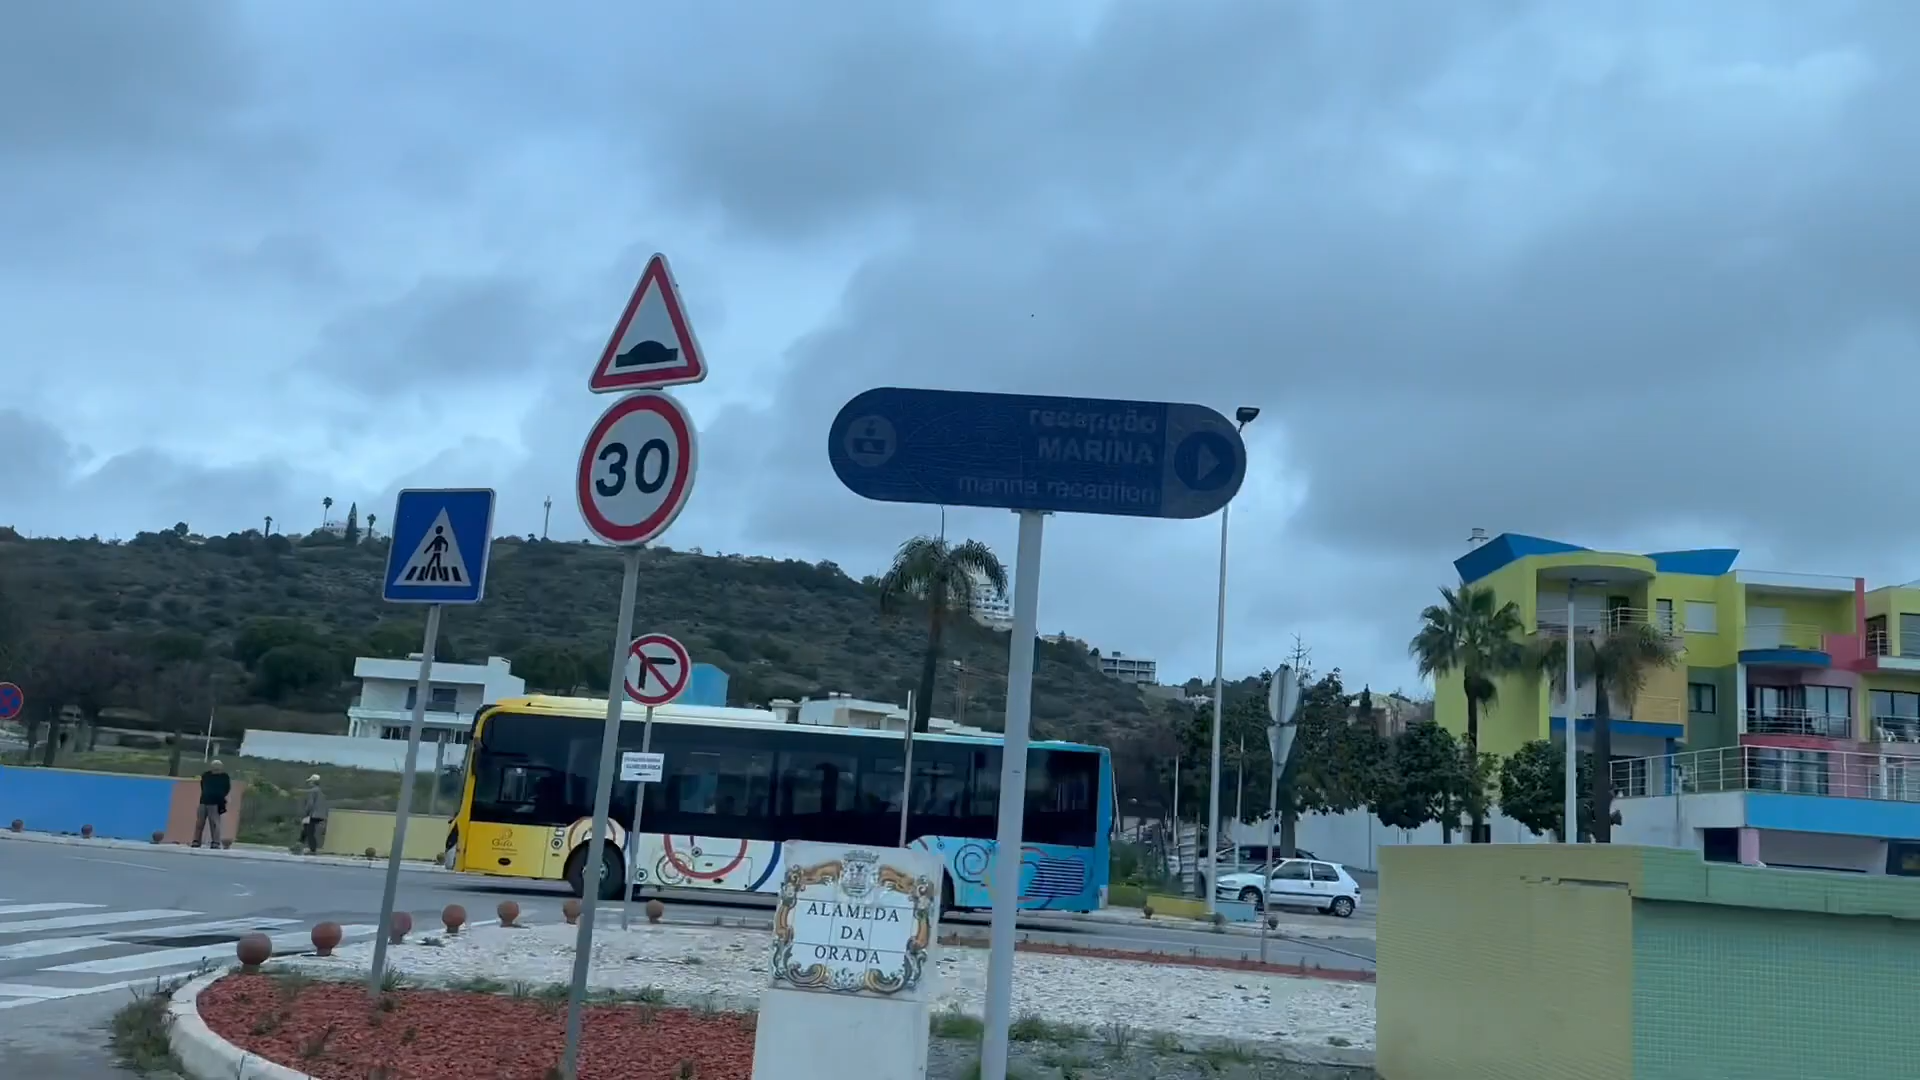 30
recepção
MARINA
marina reception
ALAMEDA
DA
ORADA